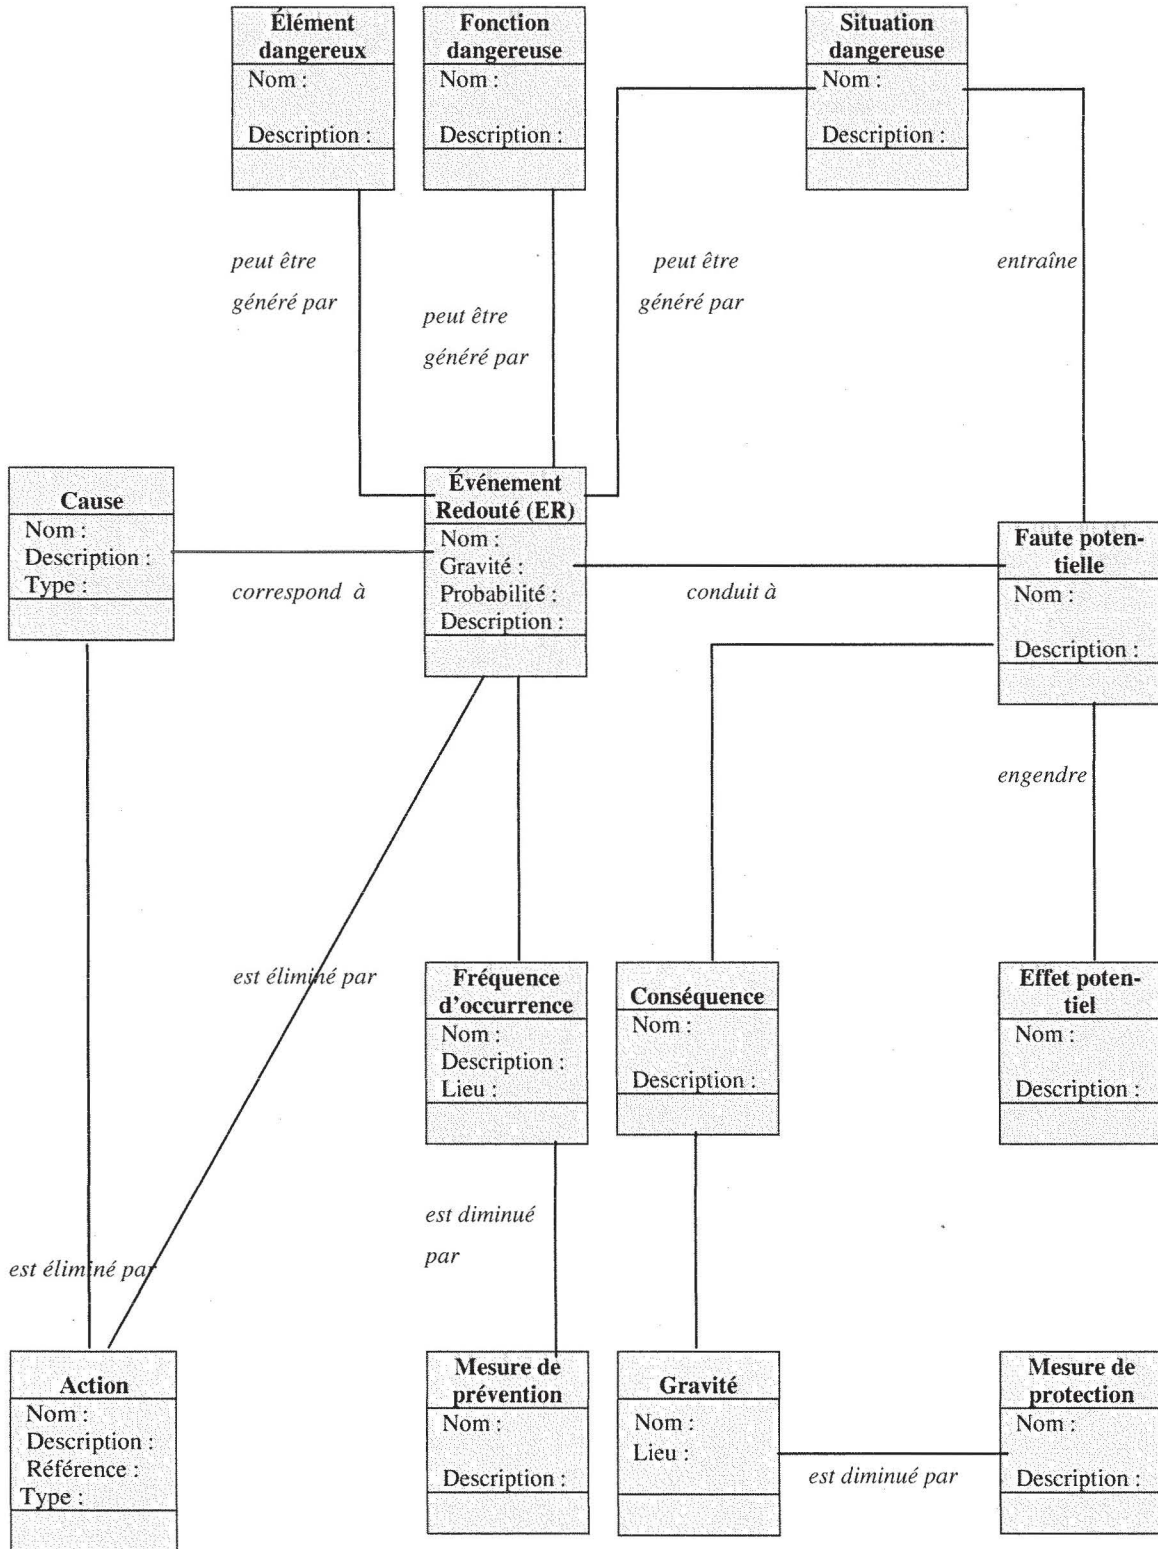 Élément
dangereux
Nom :
Description :
Fonction
dangereuse
Nom :
Description :
Situation
dangereuse
Nom :
Description :
peut être
généré par
peut être
généré par
peut être
généré par
entraîne
Cause
Nom :
Description :
Type :
correspond à
Événement
Redouté (ER)
Nom :
Gravité :
Probabilité :
Description :
conduit à
Faute poten-
tielle
Nom :
Description :
engendre
est éliminé par
Fréquence
d'occurrence
Nom :
Description :
Lieu :
Conséquence
Nom :
Description :
Effet poten-
tiel
Nom :
Description :
est diminué
par
est éliminé par
Action
Nom :
Description :
Référence :
Type :
Mesure de
prévention
Nom :
Description :
Gravité
Nom :
Lieu :
est diminué par
Mesure de
protection
Nom :
Description :